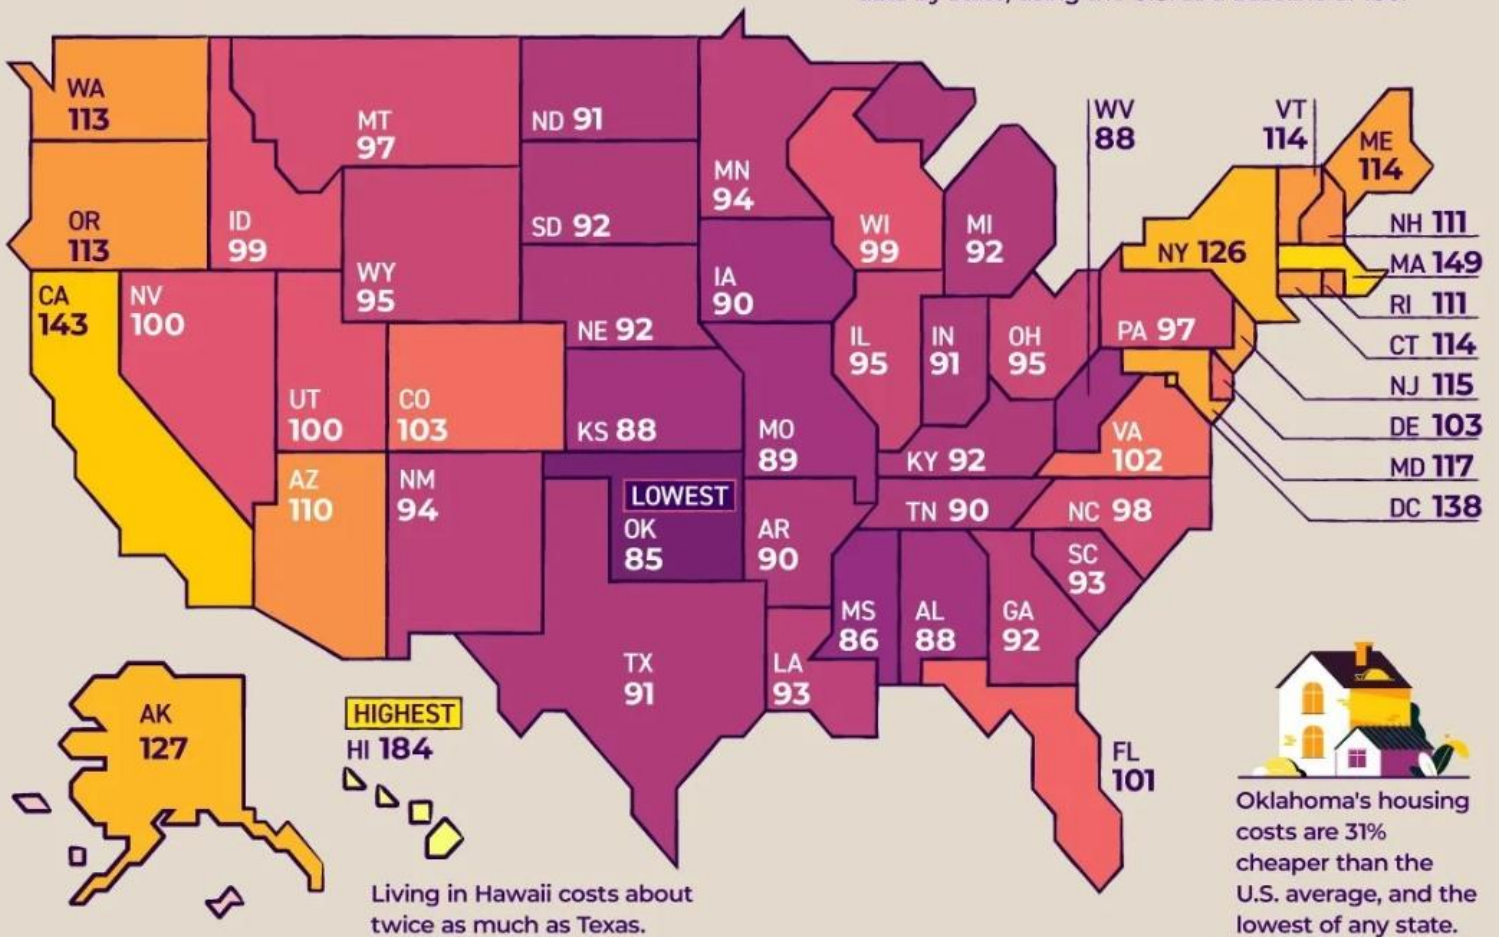 WA
113
MT
97
ND 91
OR
113
ID
99
WY
95
SD 92
MN
94
WI
99
MI
92
WV
88
VT
114
ME
114
NH 111
NY 126
MA 149
RI 111
CT 114
NJ 115
DE 103
MD 117
DC 138
CA
143
NV
100
UT
100
CO
103
NE 92
IA
90
IL
95
IN
91
OH
95
PA 97
KS 88
MO
89
KY 92
VA
102
AZ
110
NM
94
LOWEST
OK
85
AR
90
TN 90
NC 98
SC
93
MS
86
AL
88
GA
92
TX
91
LA
93
FL
101
AK
127
HIGHEST
HI 184
Living in Hawaii costs about
twice as much as Texas.
Oklahoma's housing
costs are 31%
cheaper than the
U.S. average, and the
lowest of any state.